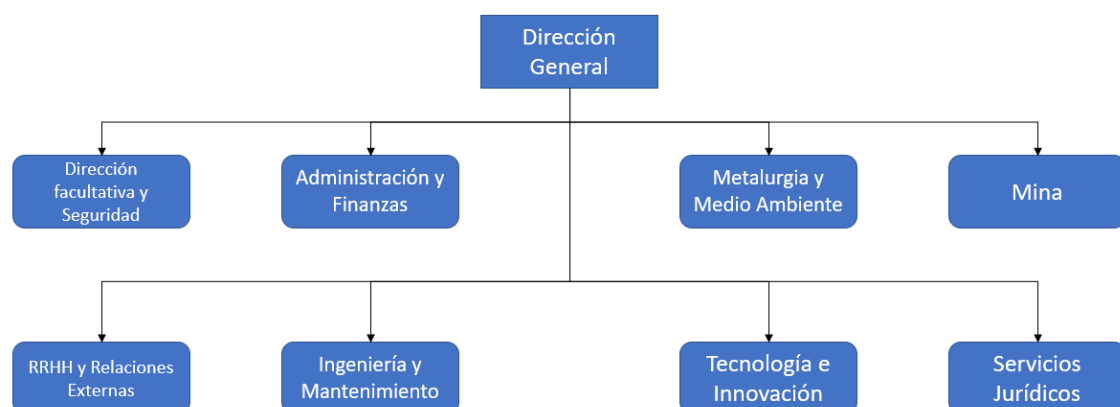 Dirección
General
Dirección
facultativa y
Seguridad
Administración y
Finanzas
Metalurgia y
Medio Ambiente
Mina
RRHH y Relaciones
Externas
Ingeniería y
Mantenimiento
Tecnología e
Innovación
Servicios
Jurídicos